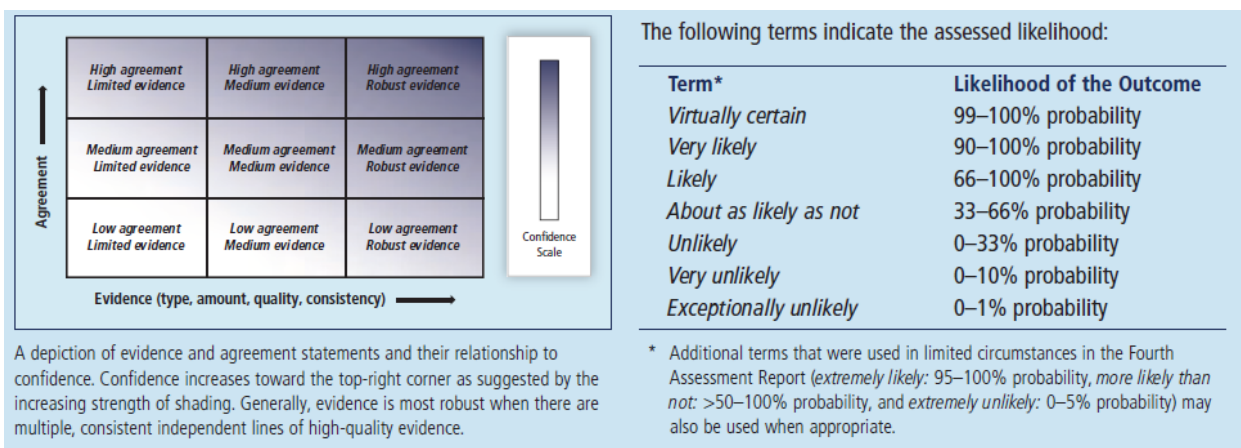 High agreement
Limited evidence
High agreement
Medium evidence
High agreement
Robust evidence
Medium agreement
Limited evidence
Medium agreement
Medium evidence
Medium agreement
Robust evidence
Low agreement
Limited evidence
Low agreement
Medium evidence
Low agreement
Robust evidence
Agreement
Evidence (type, amount, quality, consistency)
Confidence
Scale
A depiction of evidence and agreement statements and their relationship to
confidence. Confidence increases toward the top-right corner as suggested by the
increasing strength of shading. Generally, evidence is most robust when there are
multiple, consistent independent lines of high-quality evidence.
The following terms indicate the assessed likelihood:
Term* Likelihood of the Outcome
Virtually certain 99–100% probability
Very likely 90–100% probability
Likely 66–100% probability
About as likely as not 33–66% probability
Unlikely 0–33% probability
Very unlikely 0–10% probability
Exceptionally unlikely 0–1% probability
* Additional terms that were used in limited circumstances in the Fourth
Assessment Report (extremely likely: 95–100% probability, more likely than
not: >50–100% probability, and extremely unlikely: 0–5% probability) may
also be used when appropriate.